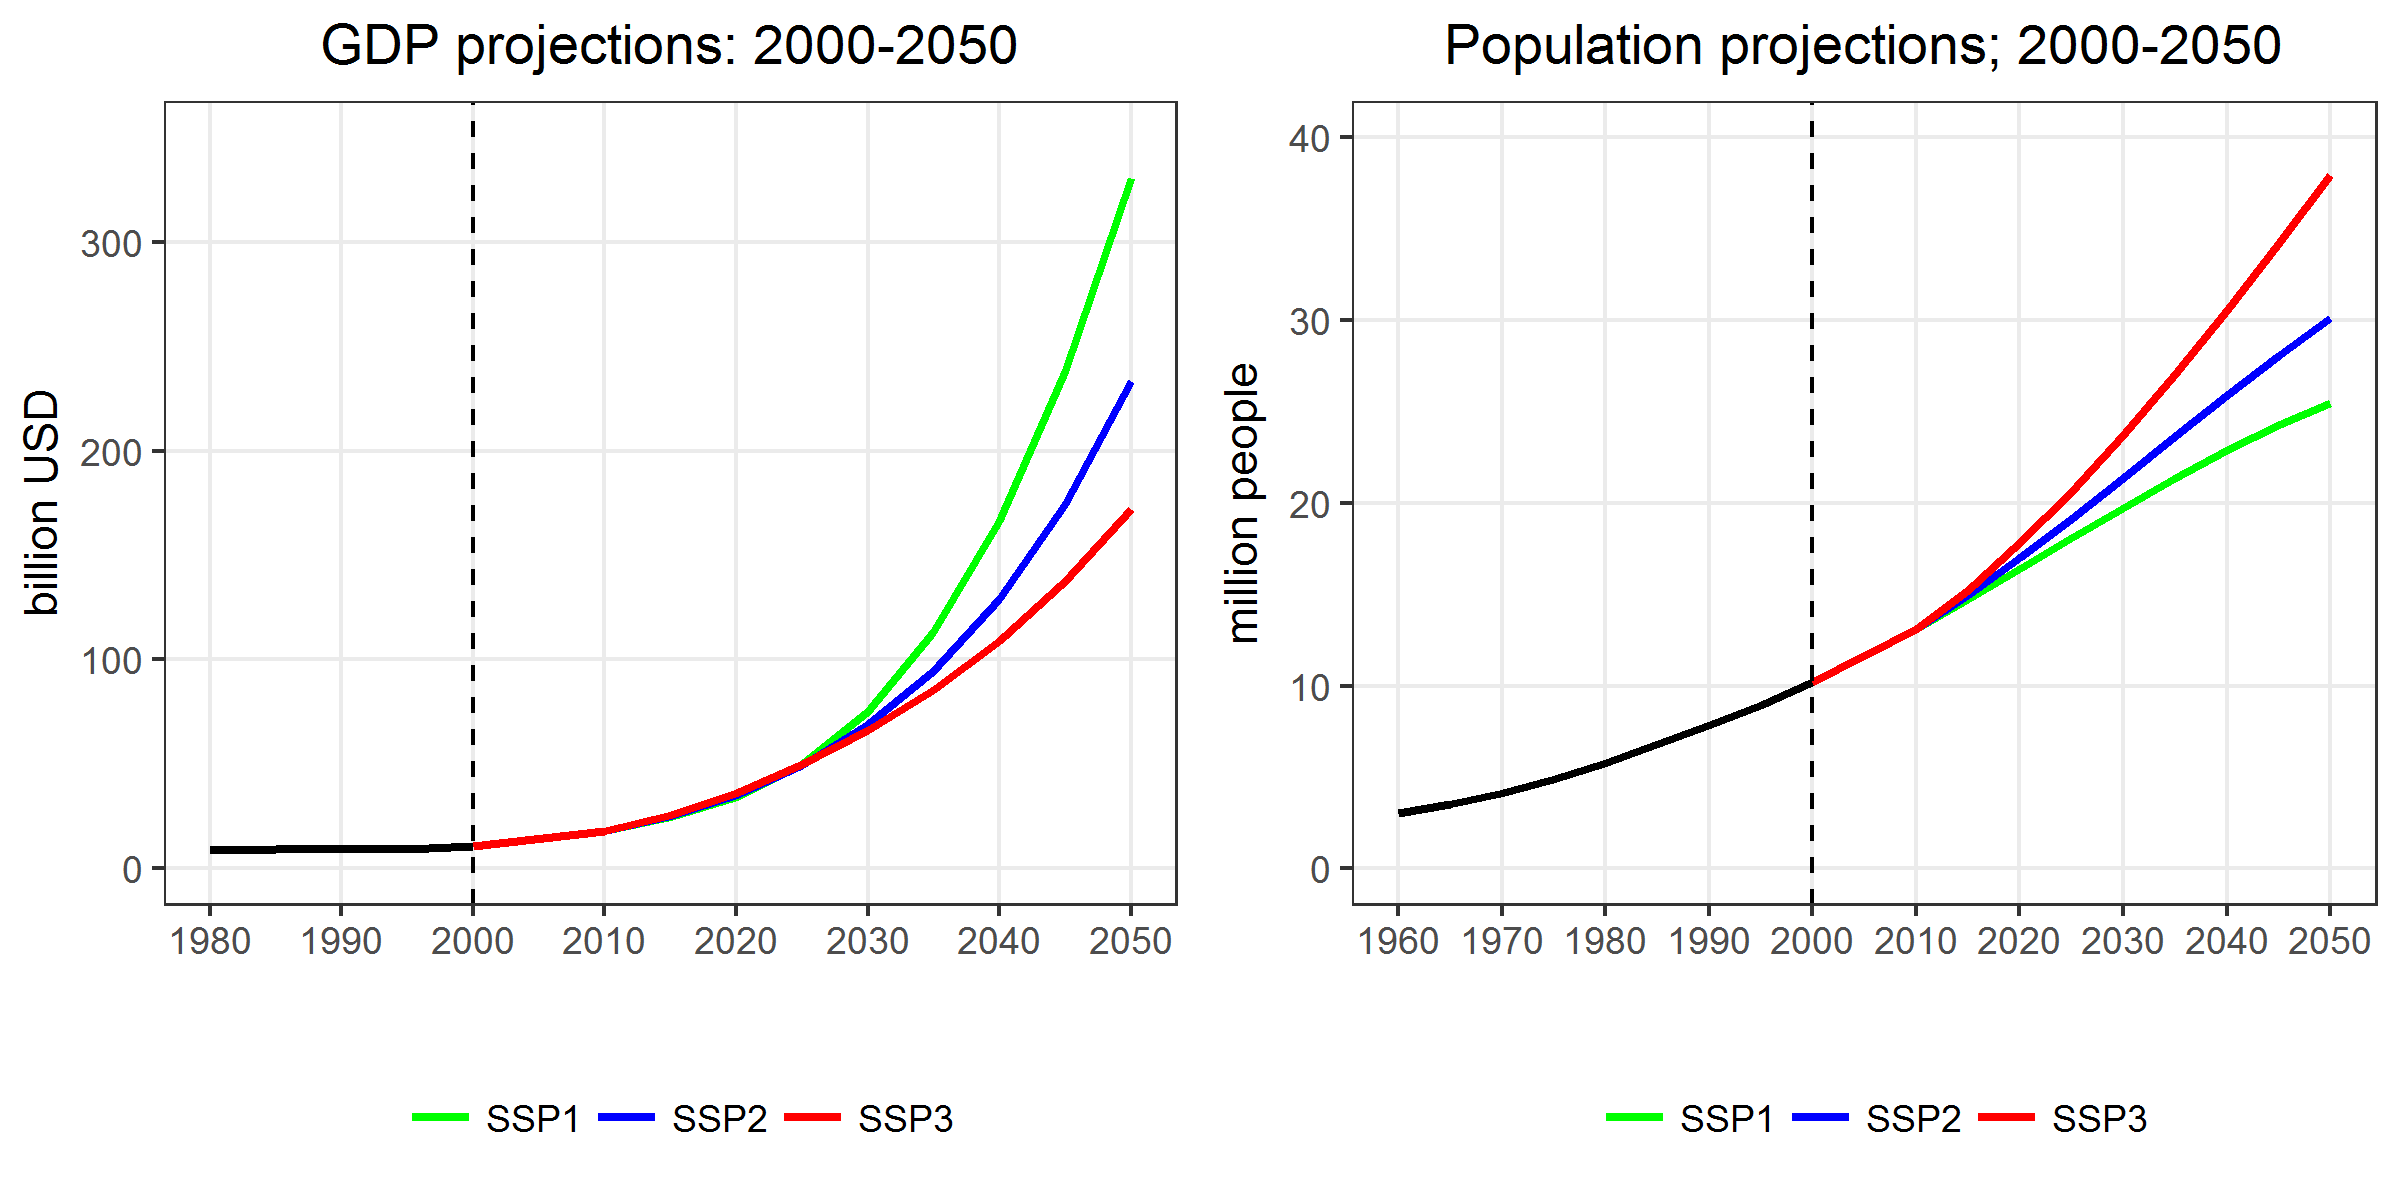 GDP projections: 2000-2050
billion USD
300
200
100
0
1980 1990 2000 2010 2020 2030 2040 2050
SSP1 SSP2 SSP3
Population projections; 2000-2050
million people
40
30
20
10
0
1960 1970 1980 1990 2000 2010 2020 2030 2040 2050
SSP1 SSP2 SSP3